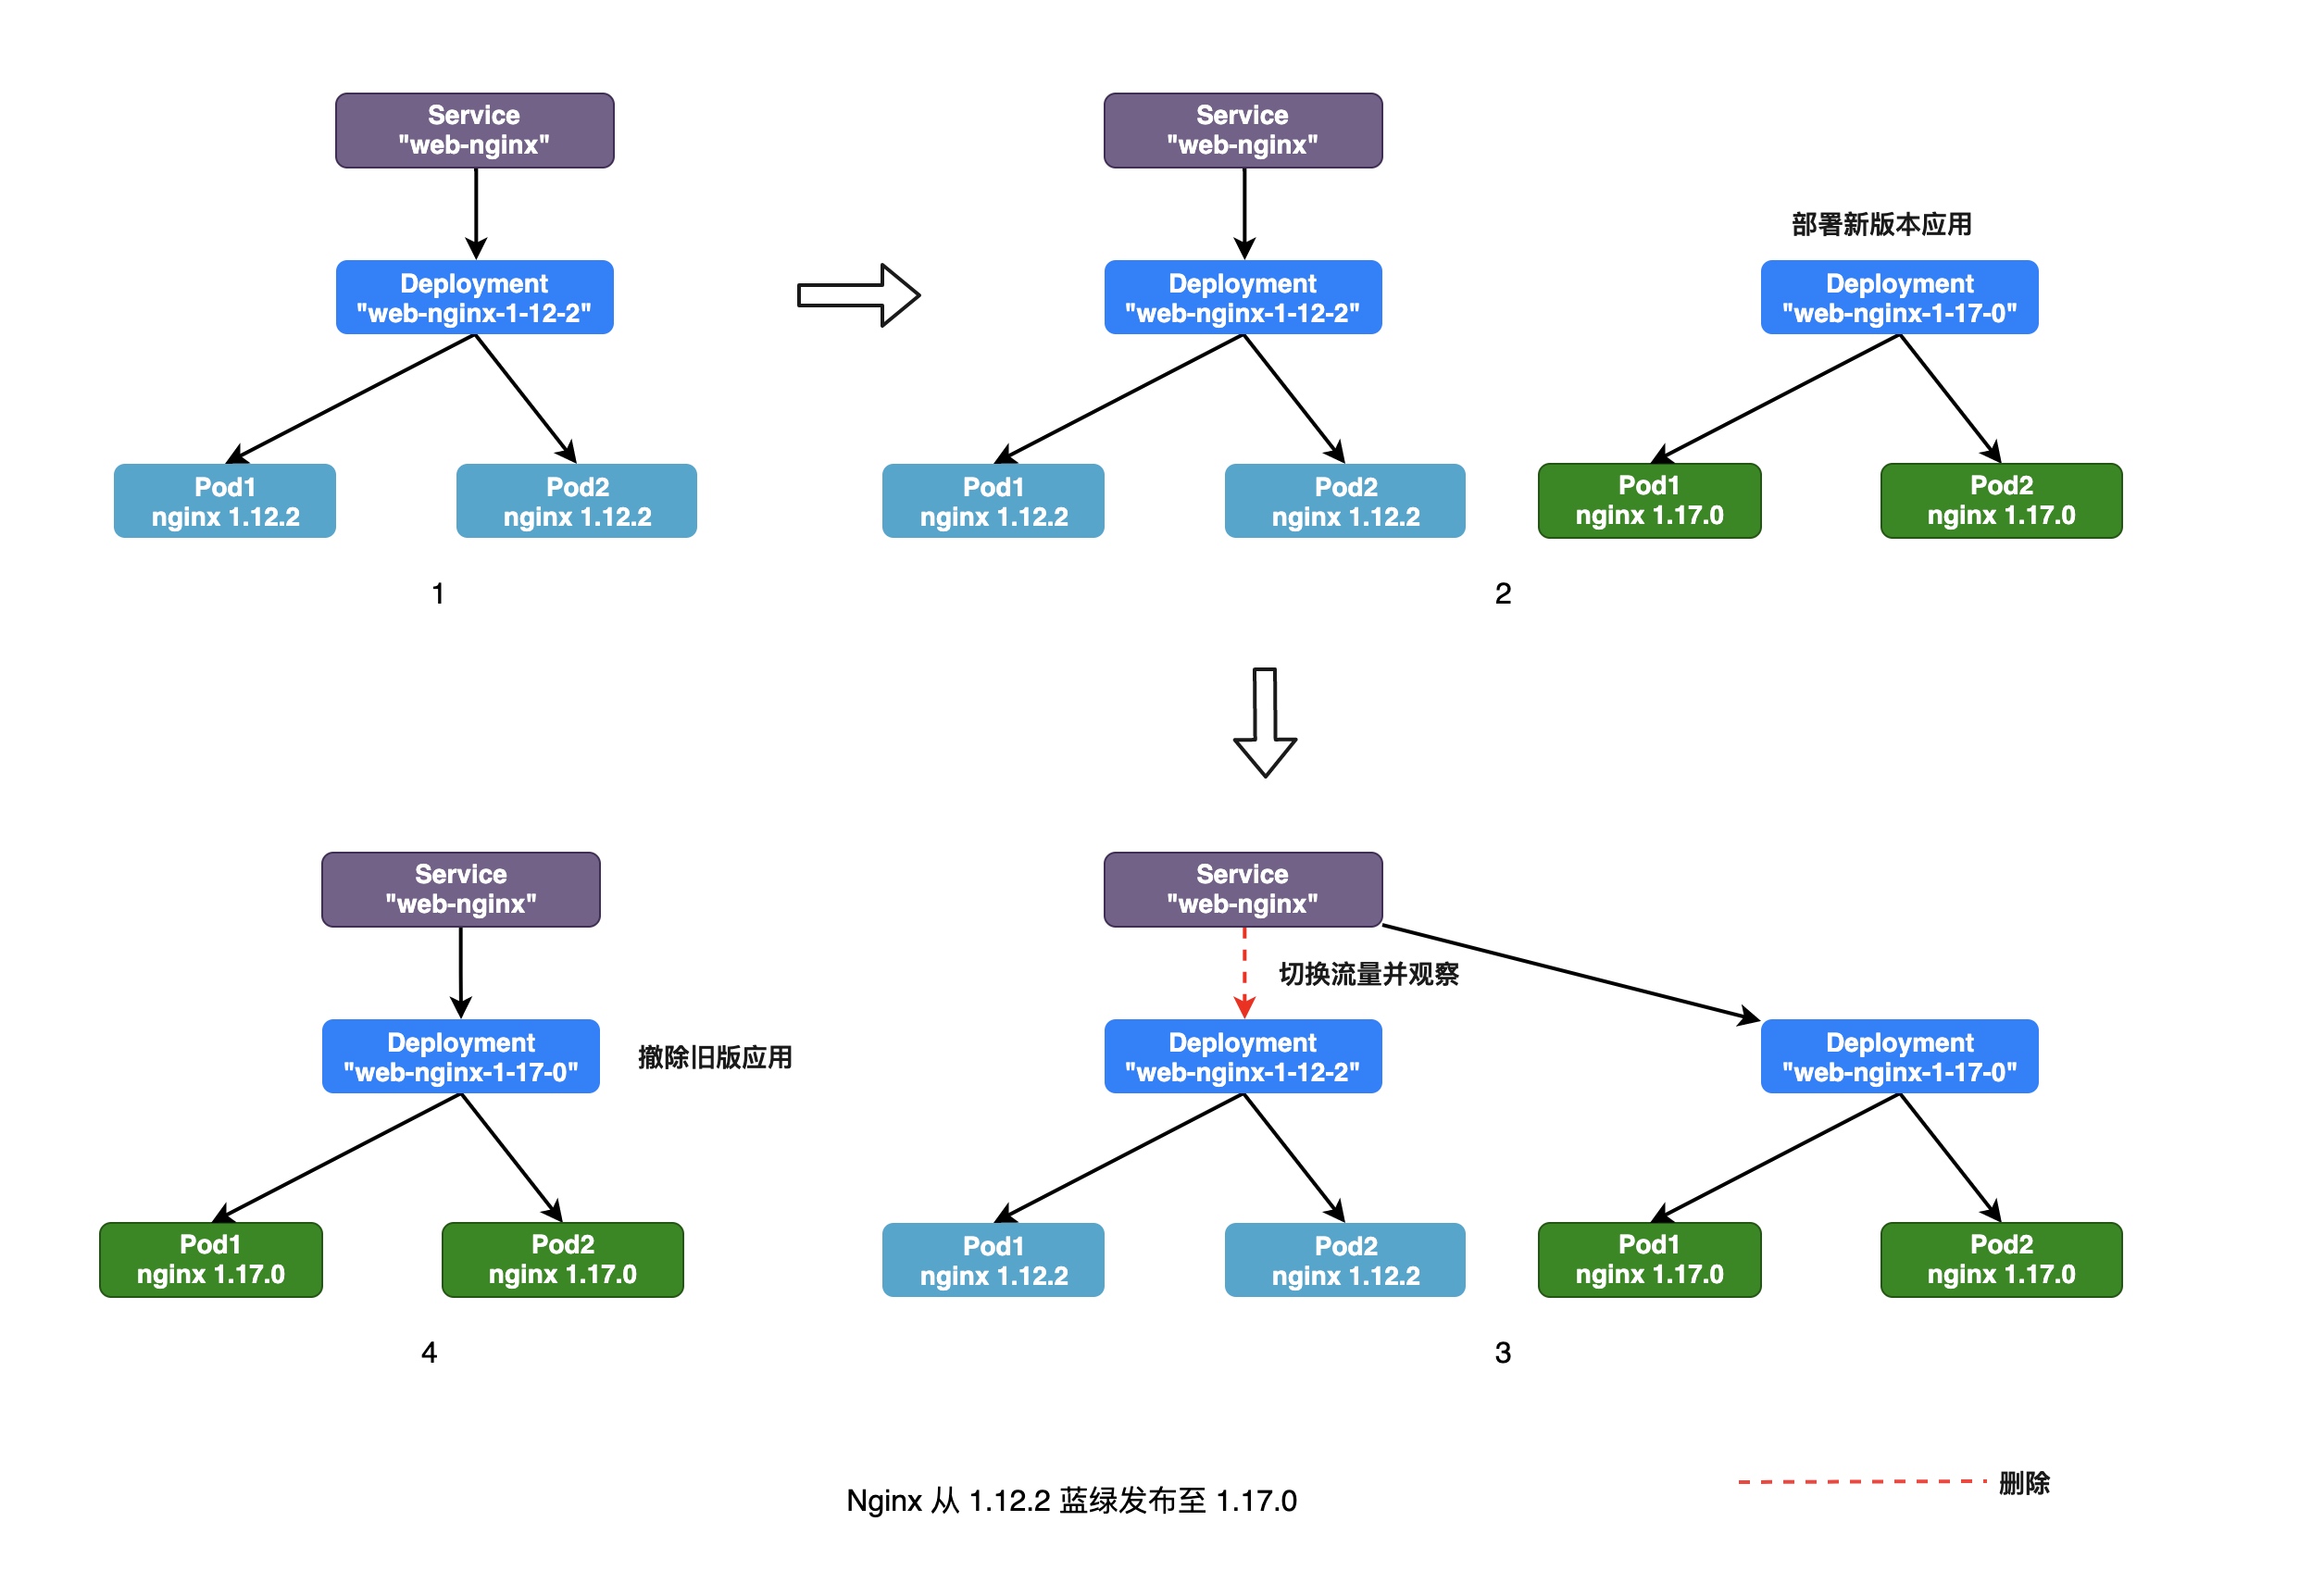 Service
"web-nginx"
Deployment
"web-nginx-1-12-2"
Pod1
nginx 1.12.2
Pod2
nginx 1.12.2
1
Service
"web-nginx"
Deployment
"web-nginx-1-12-2"
Pod1
nginx 1.12.2
Pod2
nginx 1.12.2
部署新版本应用
Deployment
"web-nginx-1-17-0"
Pod1
nginx 1.17.0
Pod2
nginx 1.17.0
2
Service
"web-nginx"
切换流量并观察
Deployment
"web-nginx-1-12-2"
Pod1
nginx 1.12.2
Pod2
nginx 1.12.2
Deployment
"web-nginx-1-17-0"
Pod1
nginx 1.17.0
Pod2
nginx 1.17.0
3
Service
"web-nginx"
Deployment
"web-nginx-1-17-0"
撤除旧版应用
Pod1
nginx 1.17.0
Pod2
nginx 1.17.0
4
Nginx 从 1.12.2 蓝绿发布至 1.17.0
删除